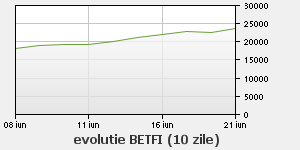 30000
25000
20000
15000
10000
5000
0
08 iun
11 iun
16 iun
21 iun
evolutie BETFI (10 zile)